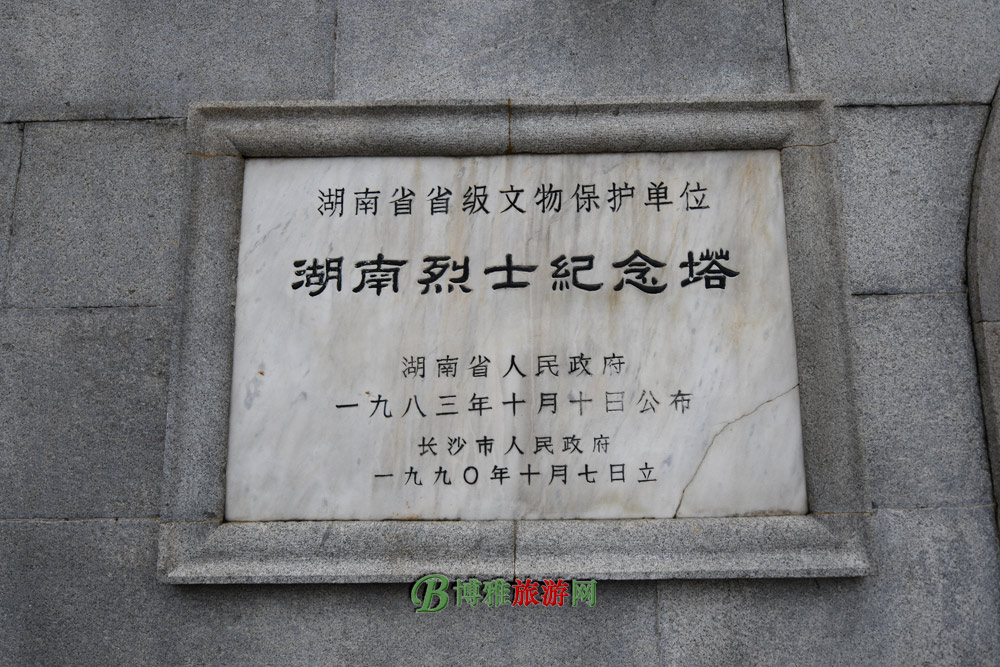 湖南省省级文物保护单位
湖南烈士紀念塔
湖南省人民政府
一九八三年十月十日公布
长沙市人民政府
一九九〇年十月七日立
B博雅旅游网